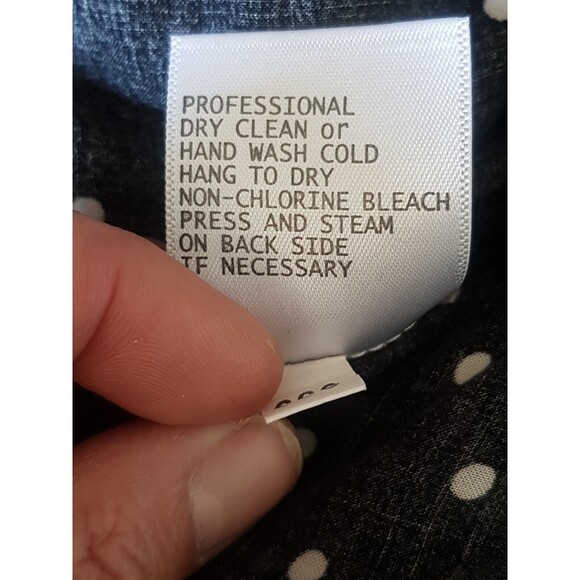 PROFESSIONAL
DRY CLEAN or
HAND WASH COLD
HANG TO DRY
NON-CHLORINE BLEACH
PRESS AND STEAM
ON BACK SIDE
IF NECESSARY